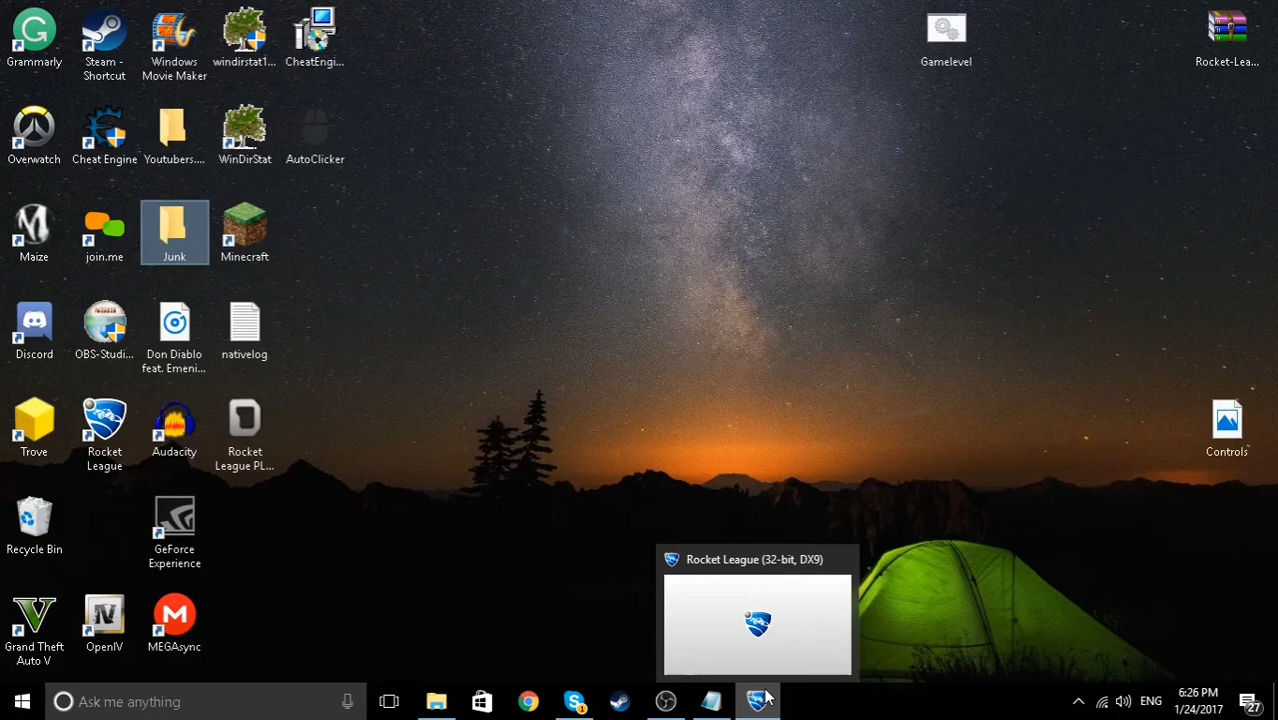 Grammarly
Steam -
Shortcut
Windows
Movie Maker
windirstat1...
CheatEngi...
Gamelevel
Rocket-Lea...
Overwatch
Cheat Engine
Youtubers....
WinDirStat
AutoClicker
Maize
join.me
Junk
Minecraft
Discord
OBS-Studi...
Don Diablo
feat. Emeni...
nativelog
Trove
Rocket
League
Audacity
Rocket
League PL...
Controls
Recycle Bin
GeForce
Experience
Rocket League (32-bit, DX9)
Grand Theft
Auto V
OpenIV
MEGAsync
Ask me anything
ENG
6:26 PM
1/24/2017
27
1